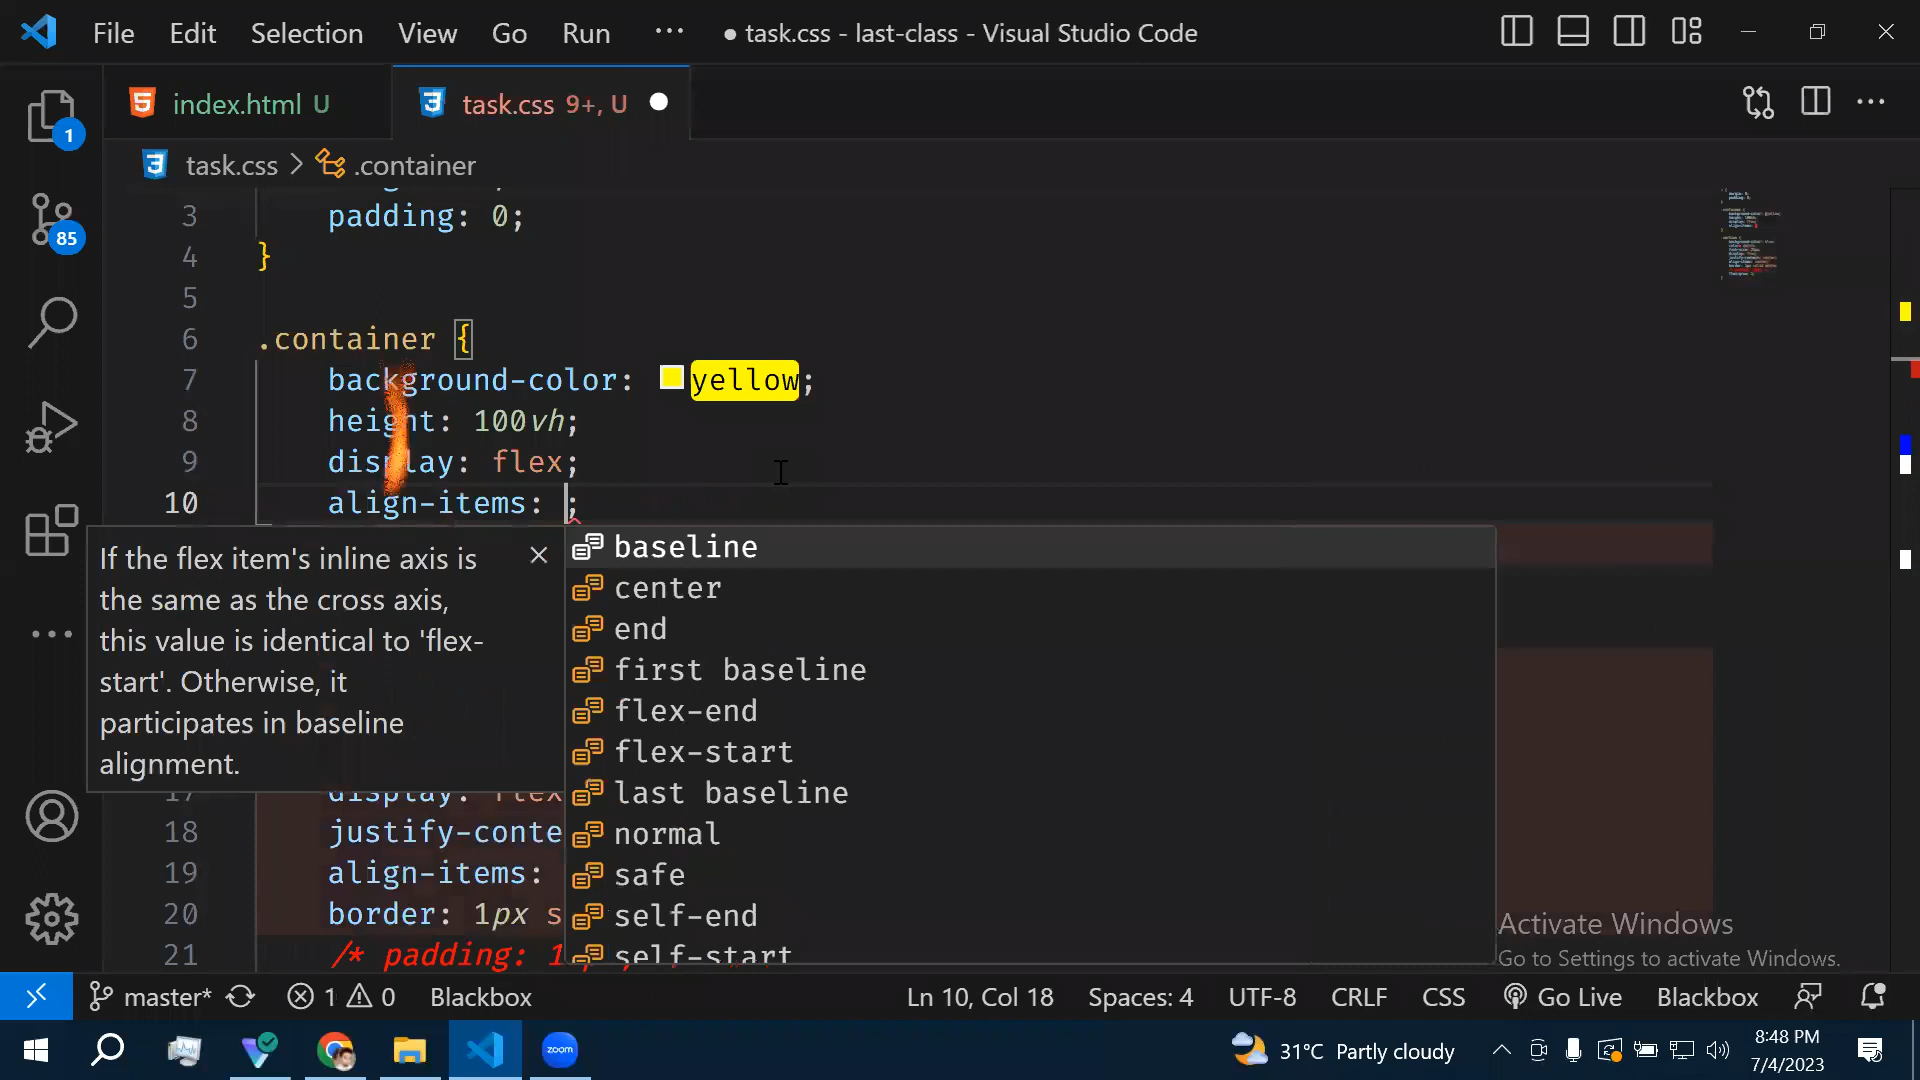 File Edit Selection View Go Run ··· ● task.css - last-class - Visual Studio Code
index.html U task.css 9+, U
task.css > .container
3 padding: 0;
4 }
5
6 .container {
7 background-color: yellow;
8 height: 100vh;
9 display: flex;
10 align-items: ;
If the flex item's inline axis is
the same as the cross axis,
this value is identical to 'flex-
start'. Otherwise, it
participates in baseline
alignment.
baseline
center
end
first baseline
flex-end
flex-start
last baseline
normal
safe
self-end
self-start
17 display: flex
18 justify-conte
19 align-items:
20 border: 1px s
21 /* padding: 1
1
85
Activate Windows
Go to Settings to activate Windows.
master* 1 0 Blackbox Ln 10, Col 18 Spaces: 4 UTF-8 CRLF CSS Go Live Blackbox
zoom 31°C Partly cloudy 8:48 PM
7/4/2023